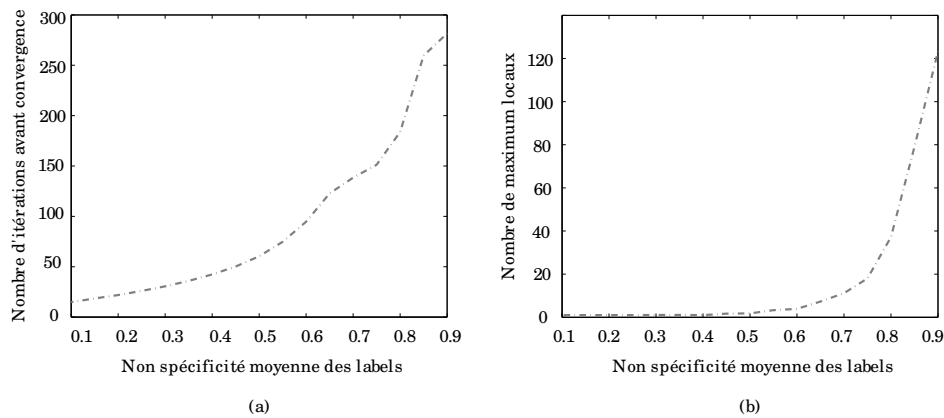 Nombre d'itérations avant convergence
300
250
200
150
100
50
0
0.1 0.2 0.3 0.4 0.5 0.6 0.7 0.8 0.9
Non spécificité moyenne des labels
(a)
Nombre de maximum locaux
120
100
80
60
40
20
0
0.1 0.2 0.3 0.4 0.5 0.6 0.7 0.8 0.9
Non spécificité moyenne des labels
(b)